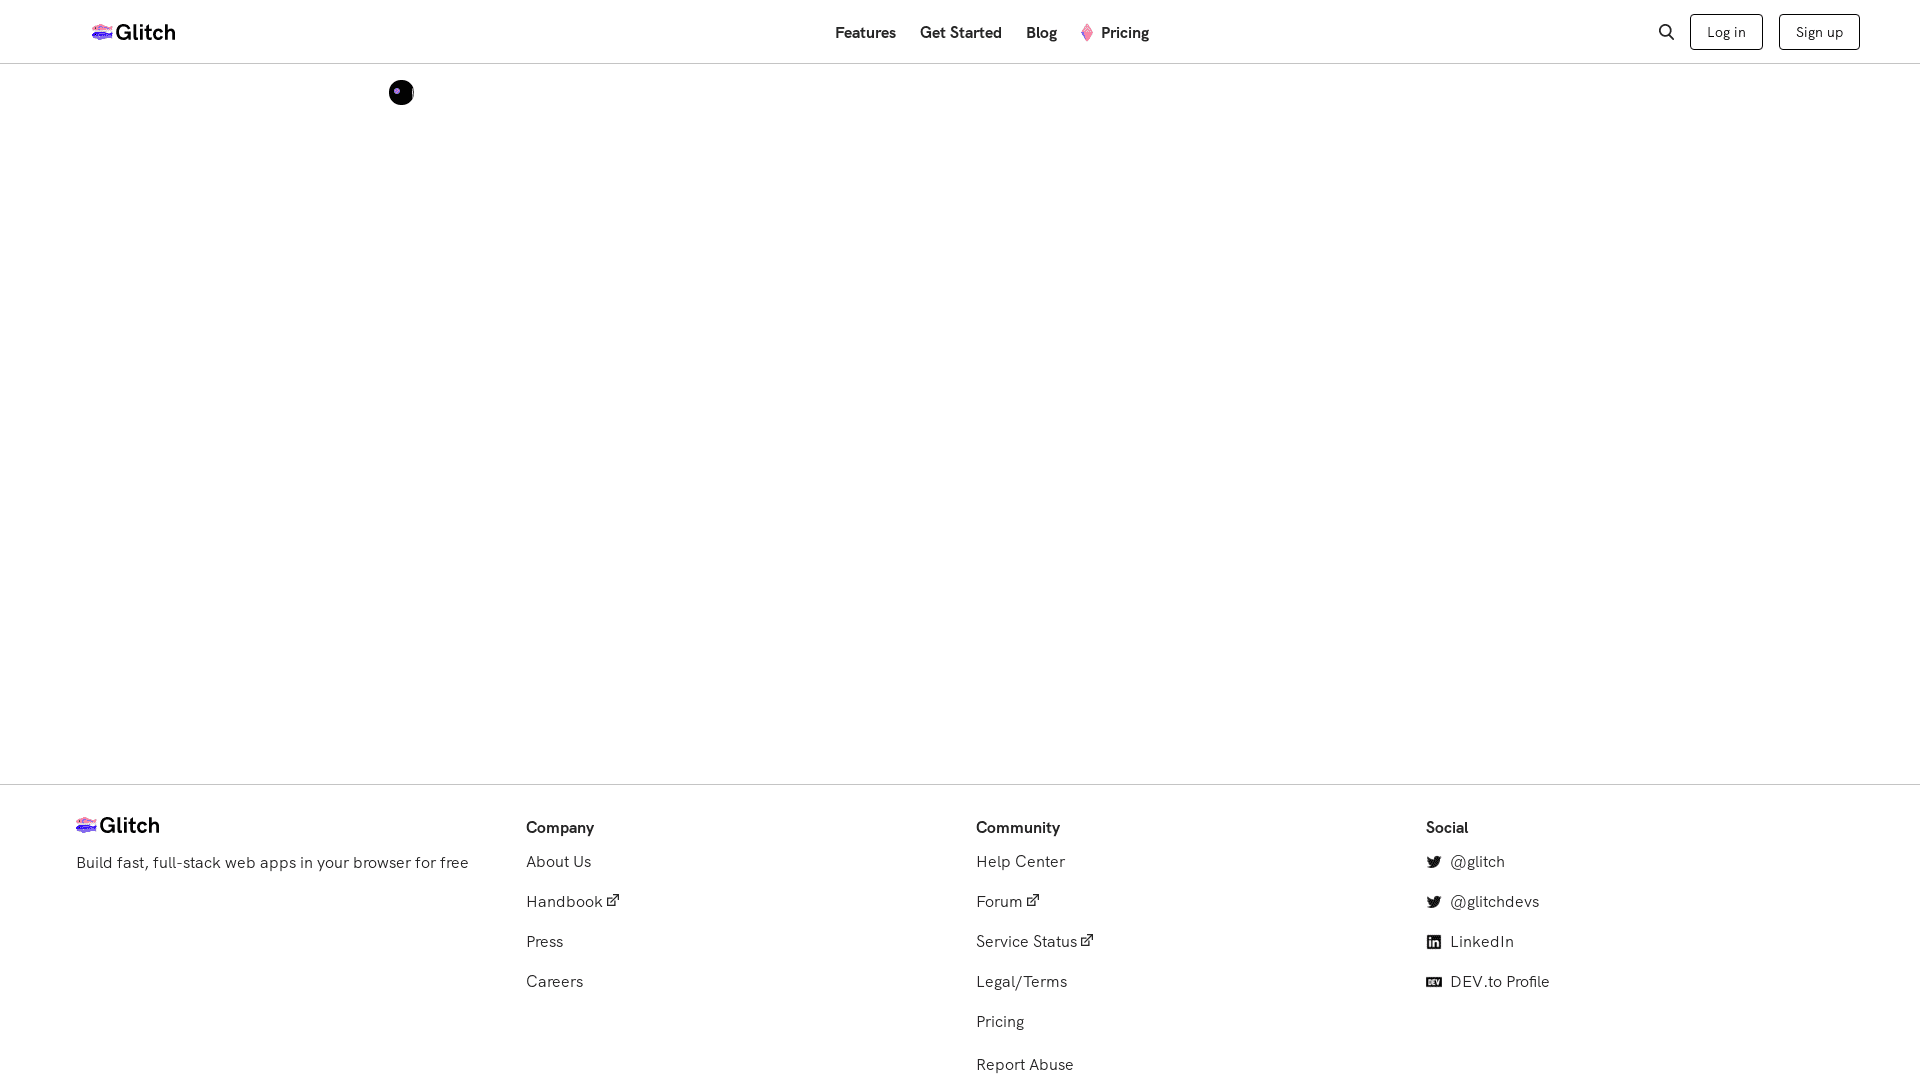 Glitch
Features
Get Started
Blog
Pricing
Log in
Sign up
Glitch
Build fast, full-stack web apps in your browser for free
Company
About Us
Handbook
Press
Careers
Community
Help Center
Forum
Service Status
Legal/Terms
Pricing
Report Abuse
Social
@glitch
@glitchdevs
LinkedIn
DEV DEV.to Profile